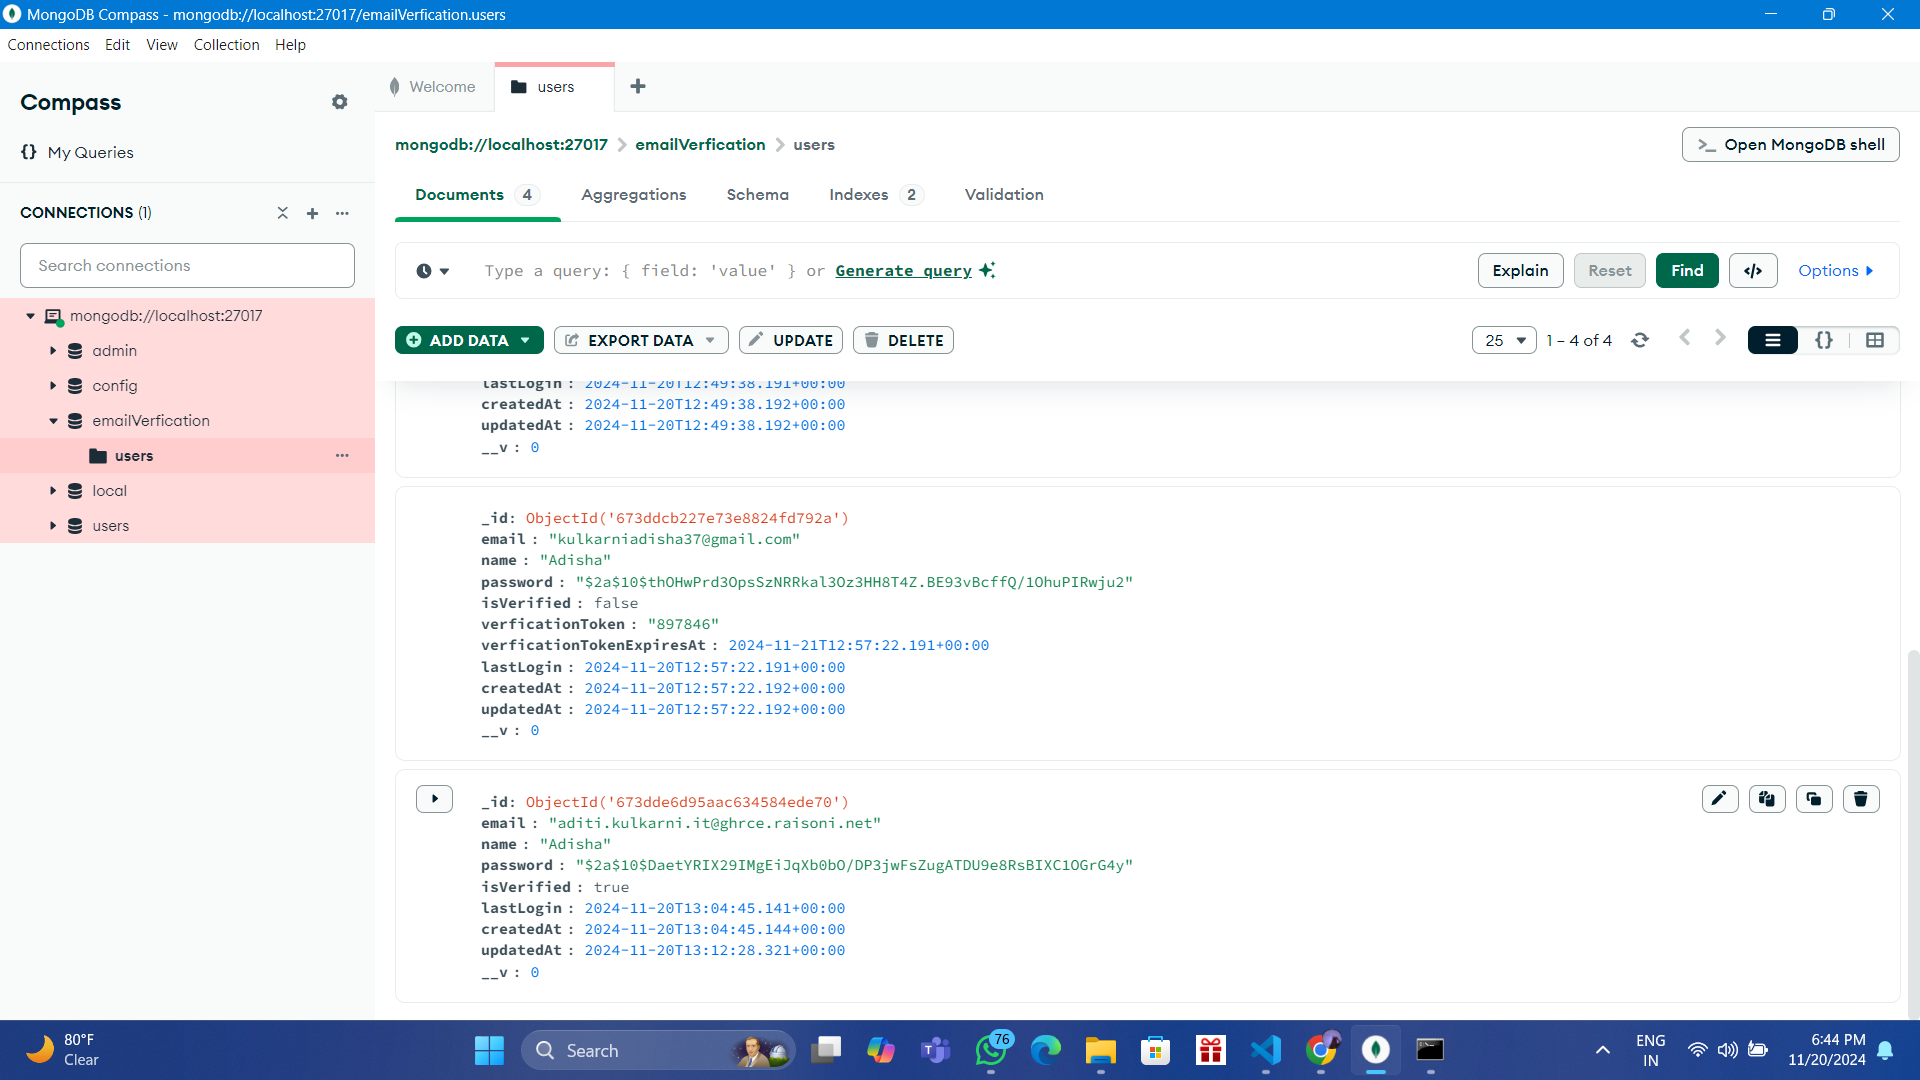 MongoDB Compass - mongodb://localhost:27017/emailVerfication.users
Connections Edit View Collection Help
Compass
My Queries
CONNECTIONS (1)
Search connections
mongodb://localhost:27017
admin
config
emailVerfication
users
local
users
Welcome
users
mongodb://localhost:27017 > emailVerfication > users
>_ Open MongoDB shell
Documents 4 Aggregations Schema Indexes 2 Validation
Type a query: { field: 'value' } or Generate query
Explain Reset Find </> Options
ADD DATA EXPORT DATA UPDATE DELETE
25 1 – 4 of 4 {}
lastLogin : 2024-11-20T12:49:38.191+00:00
createdAt : 2024-11-20T12:49:38.192+00:00
updatedAt : 2024-11-20T12:49:38.192+00:00
__v : 0
_id: ObjectId('673ddcb227e73e8824fd792a')
email : "kulkarniadisha37@gmail.com"
name : "Adisha"
password : "$2a$10$thOHwPrd3OpsSzNRRkal3Oz3HH8T4Z.BE93vBcffQ/1OhuPIRwju2"
isVerified : false
verficationToken : "897846"
verficationTokenExpiresAt : 2024-11-21T12:57:22.191+00:00
lastLogin : 2024-11-20T12:57:22.191+00:00
createdAt : 2024-11-20T12:57:22.192+00:00
updatedAt : 2024-11-20T12:57:22.192+00:00
__v : 0
_id: ObjectId('673dde6d95aac634584ede70')
email : "aditi.kulkarni.it@ghrce.raisoni.net"
name : "Adisha"
password : "$2a$10$DaetYRIX29IMgEiJqXb0bO/DP3jwFsZugATDU9e8RsBIXC1OGrG4y"
isVerified : true
lastLogin : 2024-11-20T13:04:45.141+00:00
createdAt : 2024-11-20T13:04:45.144+00:00
updatedAt : 2024-11-20T13:12:28.321+00:00
__v : 0
80°F
Clear
Search
76
ENG
IN
6:44 PM
11/20/2024